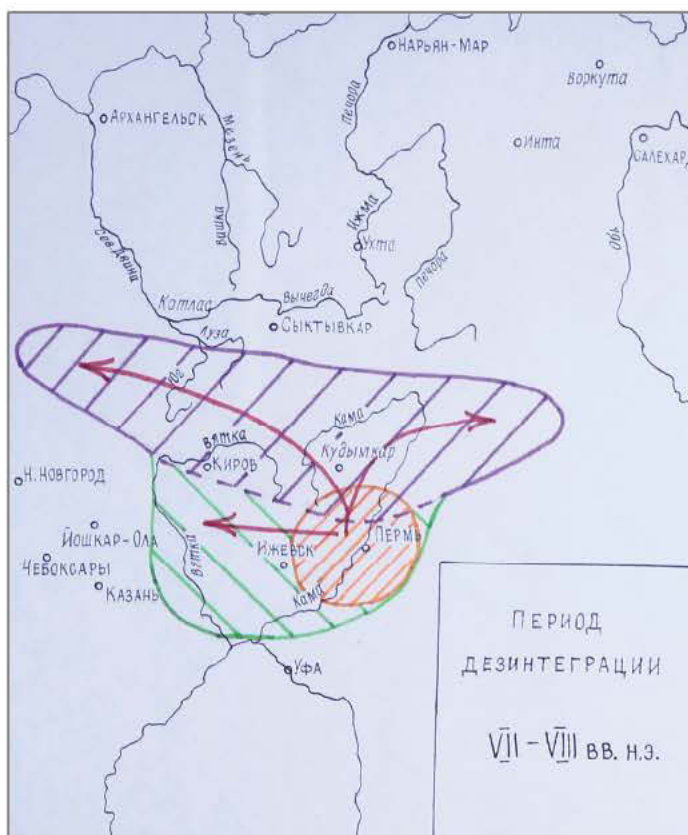 НАРЬЯН-МАР
ВОРКУТА
АРХАНГЕЛЬСК
Мезень
Печора
Инта
САЛЕХАРД
Вашка
Ижма
Ухта
Обь
Сев. Двина
Печора
Котлас
Вычегда
Луза
СЫКТЫВКАР
Юг
Кама
Вятка
Кудымкар
КИРОВ
Н.НОВГОРОД
ЙОШКАР-ОЛА
ПЕРМЬ
ИЖЕВСК
ЧЕБОКСАРЫ
Вятка
КАЗАНЬ
Кама
УФА
ПЕРИОД
ДЕЗИНТЕГРАЦИИ
VII - VIII ВВ. Н.Э.